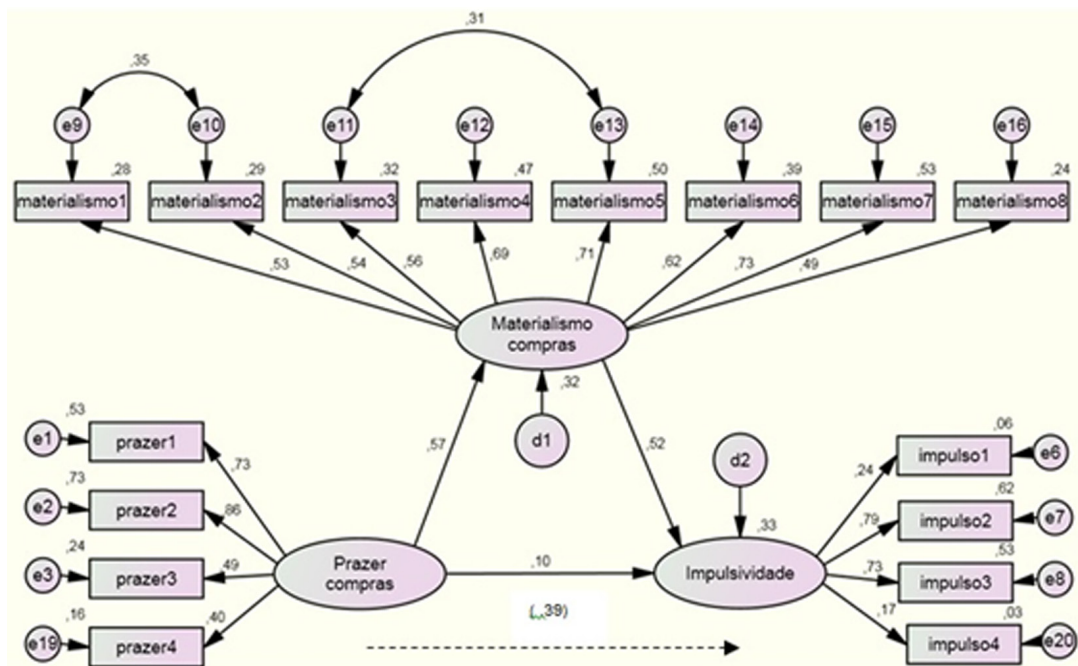 ,31
,35
e9 e10 e11 e12 e13 e14 e15 e16
,28 ,29 ,32 ,47 ,50 ,39 ,53 ,24
materialismo1 materialismo2 materialismo3 materialismo4 materialismo5 materialismo6 materialismo7 materialismo8
,53 ,54 ,56 ,69 ,71 ,62 ,73 ,49
Materialismo
compras
,32
d1
,57
,52
d2
,53
e1 prazer1
,73
,73
e2 prazer2
,86
,24
e3 prazer3
,49
,16
e19 prazer4
,40
Prazer
compras
,10
(,39)
,33
Impulsividade
,06
impulso1 e6
,24
,62
impulso2 e7
,79
,53
impulso3 e8
,73
,03
impulso4 e20
,17